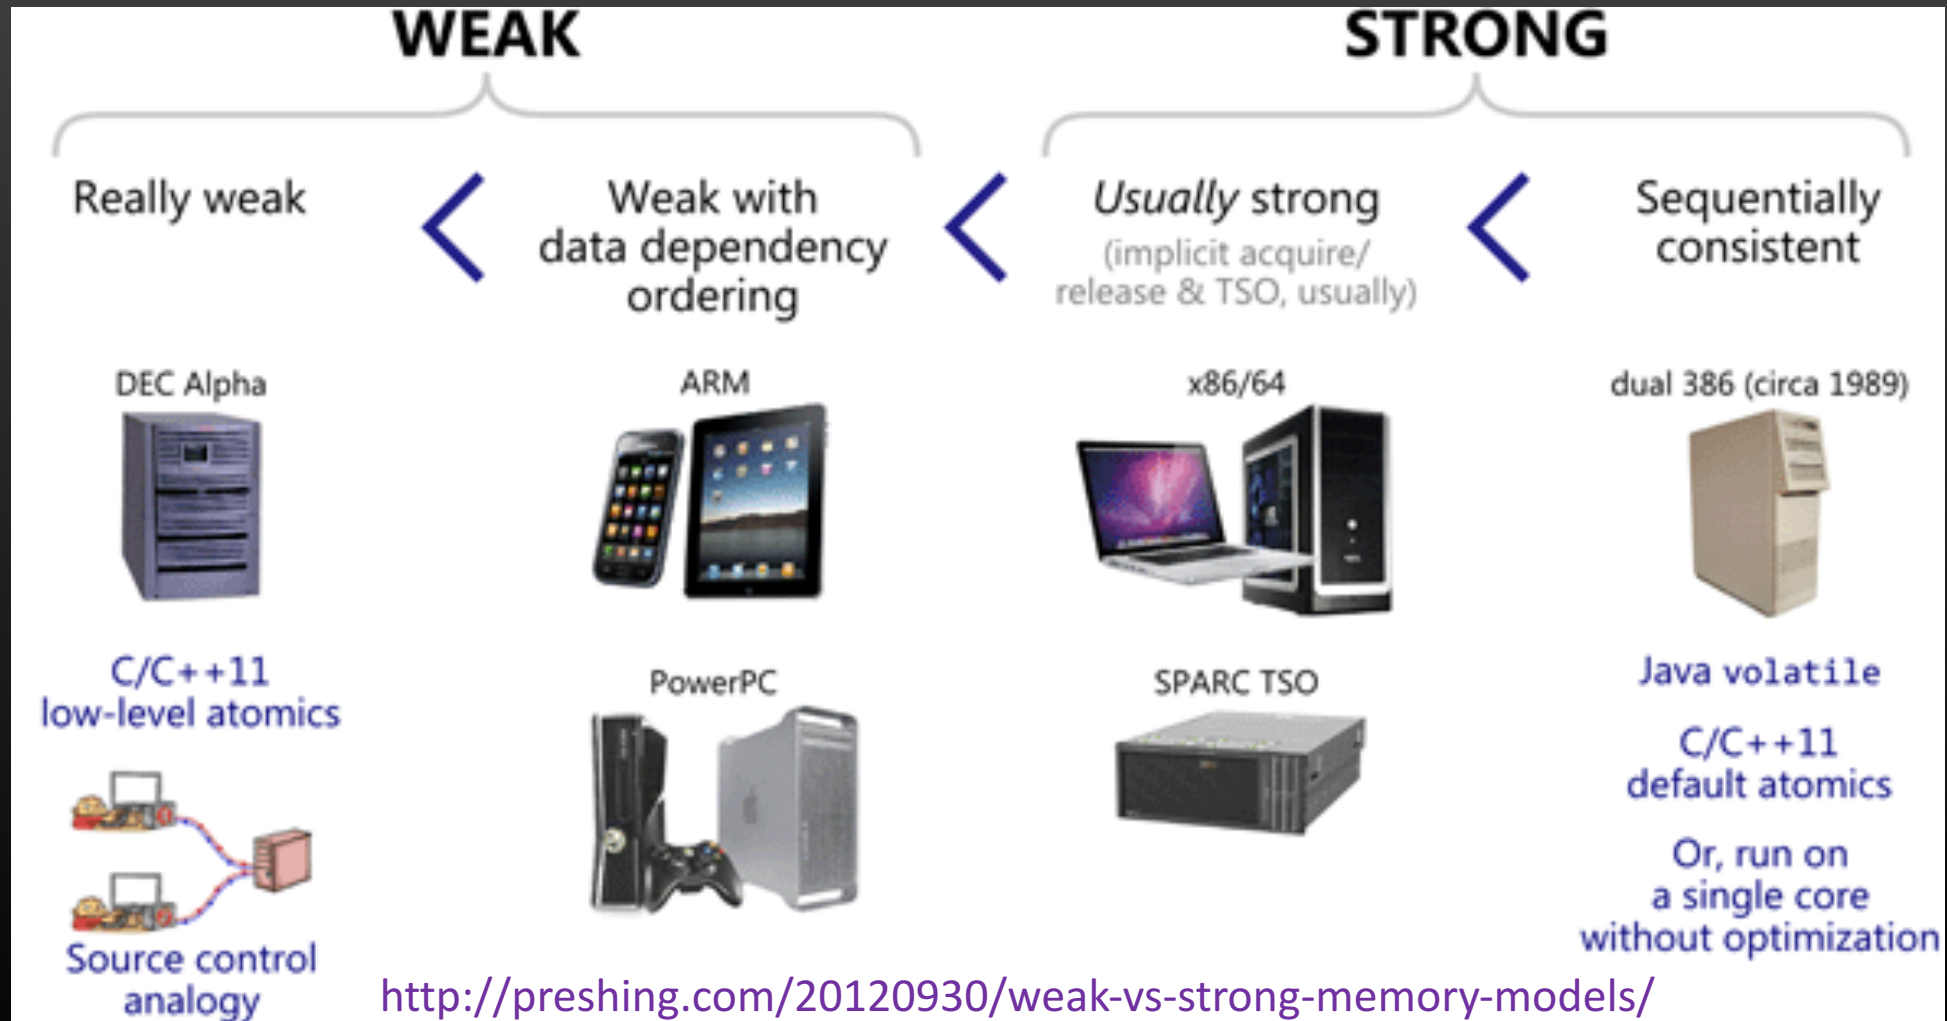 WEAK
STRONG
Really weak
<
Weak with
data dependency
ordering
<
Usually strong
(implicit acquire/
release & TSO, usually)
<
Sequentially
consistent
DEC Alpha
ARM
x86/64
dual 386 (circa 1989)
C/C++11
low-level atomics
PowerPC
SPARC TSO
Java volatile
C/C++11
default atomics
Or, run on
a single core
without optimization
Source control
analogy
http://preshing.com/20120930/weak-vs-strong-memory-models/